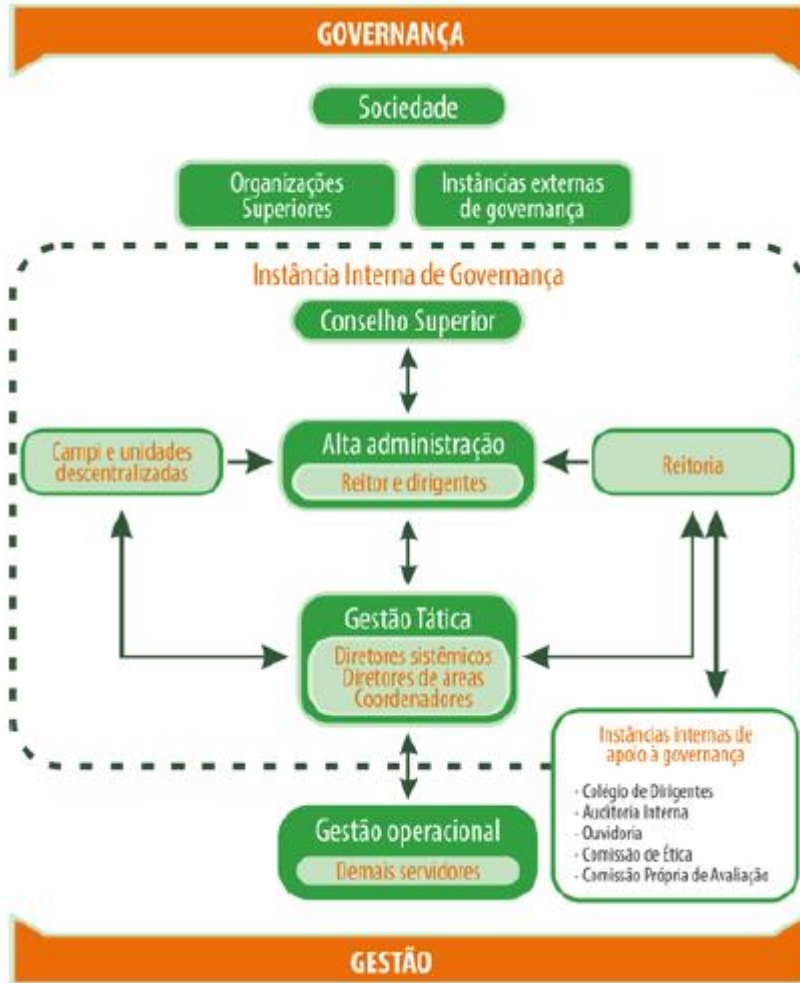 GOVERNANÇA
Sociedade
Organizações
Superiores
Instâncias externas
de governança
Instância Interna de Governança
Conselho Superior
Campi e unidades
descentralizadas
Alta administração
Reitor e dirigentes
Reitoria
Gestão Tática
Diretores sistêmicos
Diretores de áreas
Coordenadores
Instâncias internas de
apoio à governança
- Colégio de Dirigentes
- Auditoria Interna
- Ouvidoria
- Comissão de Ética
- Comissão Própria de Avaliação
Gestão operacional
Demais servidores
GESTÃO